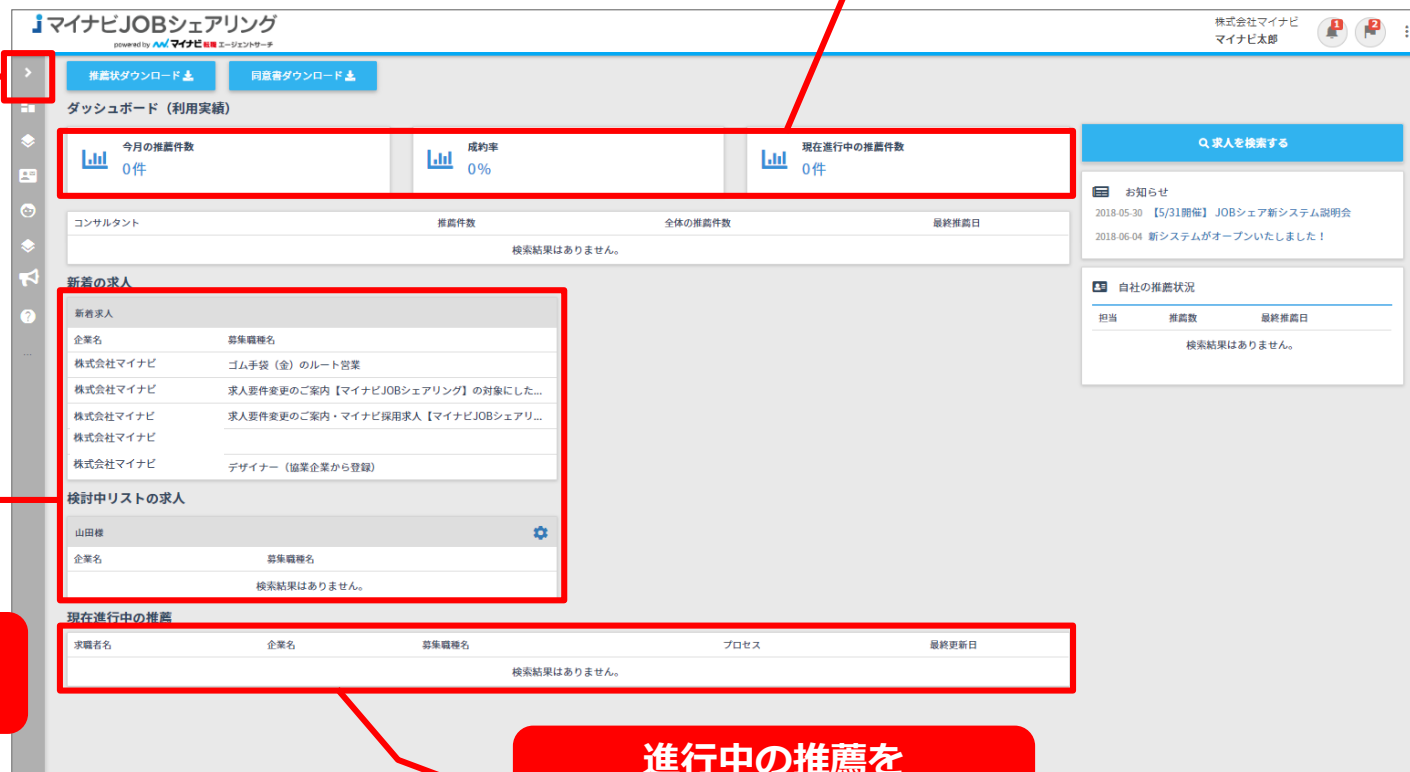 マイナビJOBシェアリング
powered by マイナビ転職 エージェントサーチ
株式会社マイナビ
マイナビ太郎
1
2
推薦状ダウンロード
同意書ダウンロード
ダッシュボード（利用実績）
今月の推薦件数
0件
成約率
0%
現在進行中の推薦件数
0件
求人を検索する
コンサルタント 推薦件数 全体の推薦件数 最終推薦日
検索結果はありません。
お知らせ
2018-05-30 【5/31開催】 JOBシェア新システム説明会
2018-06-04 新システムがオープンいたしました！
自社の推薦状況
担当 推薦数 最終推薦日
検索結果はありません。
新着の求人
新着求人
企業名 募集職種名
株式会社マイナビ ゴム手袋（金）のルート営業
株式会社マイナビ 求人要件変更のご案内【マイナビJOBシェアリング】の対象にした...
株式会社マイナビ 求人要件変更のご案内・マイナビ採用求人【マイナビJOBシェアリ...
株式会社マイナビ
株式会社マイナビ デザイナー（協業企業から登録）
検討中リストの求人
山田様
企業名 募集職種名
検索結果はありません。
現在進行中の推薦
求職者名 企業名 募集職種名 プロセス 最終更新日
検索結果はありません。
進行中の推薦を